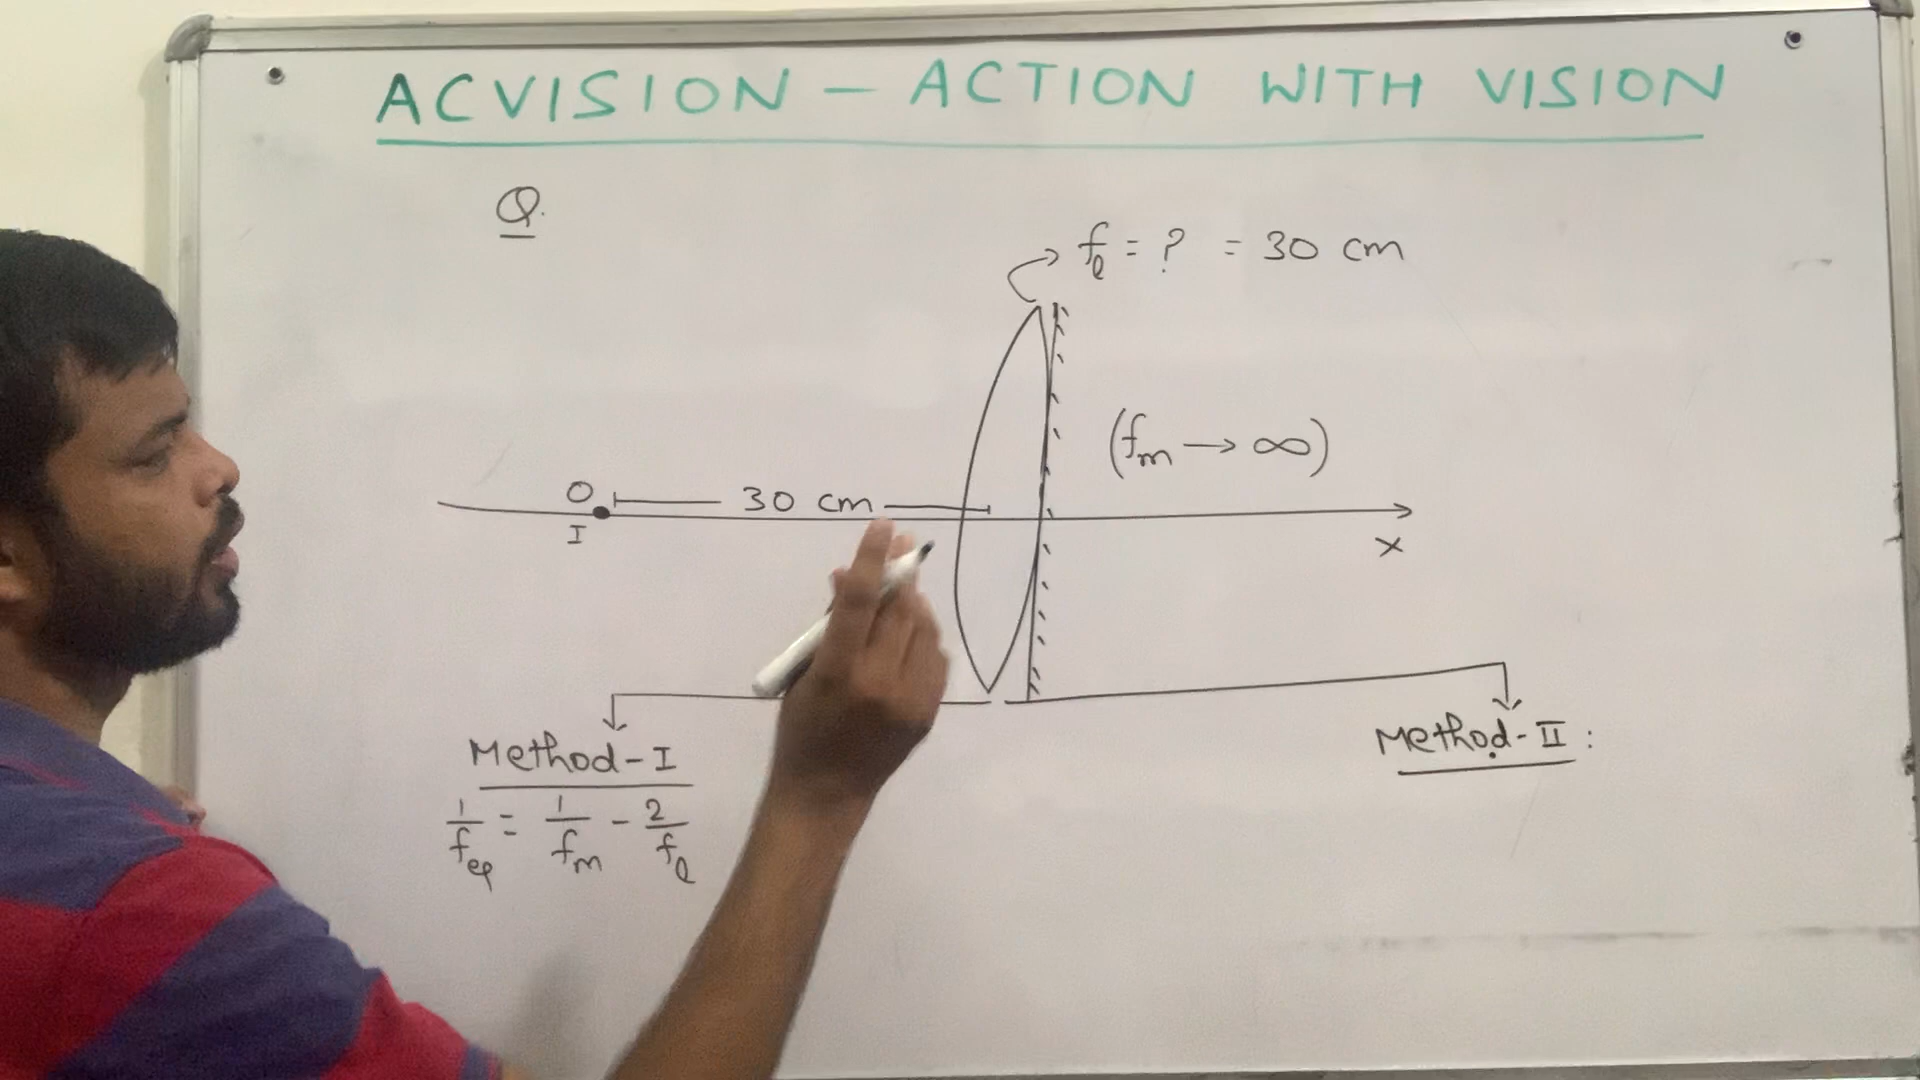 ACVISION – ACTION WITH VISION
Q.
f_l = ? = 30 cm
(f_m → ∞)
O 30 cm
I
X
Method-I
Method-II :
1/f_eq = 1/f_m - 2/f_l